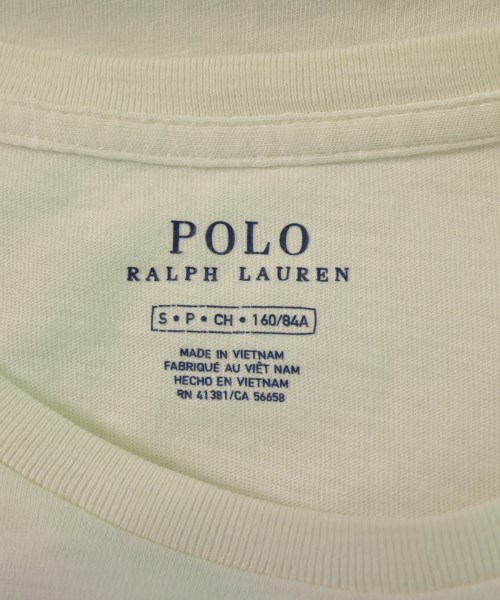 POLO
RALPH LAUREN
S • P • CH • 160/84A
MADE IN VIETNAM
FABRIQUÉ AU VIÊT NAM
HECHO EN VIETNAM
RN 41381/CA 56658